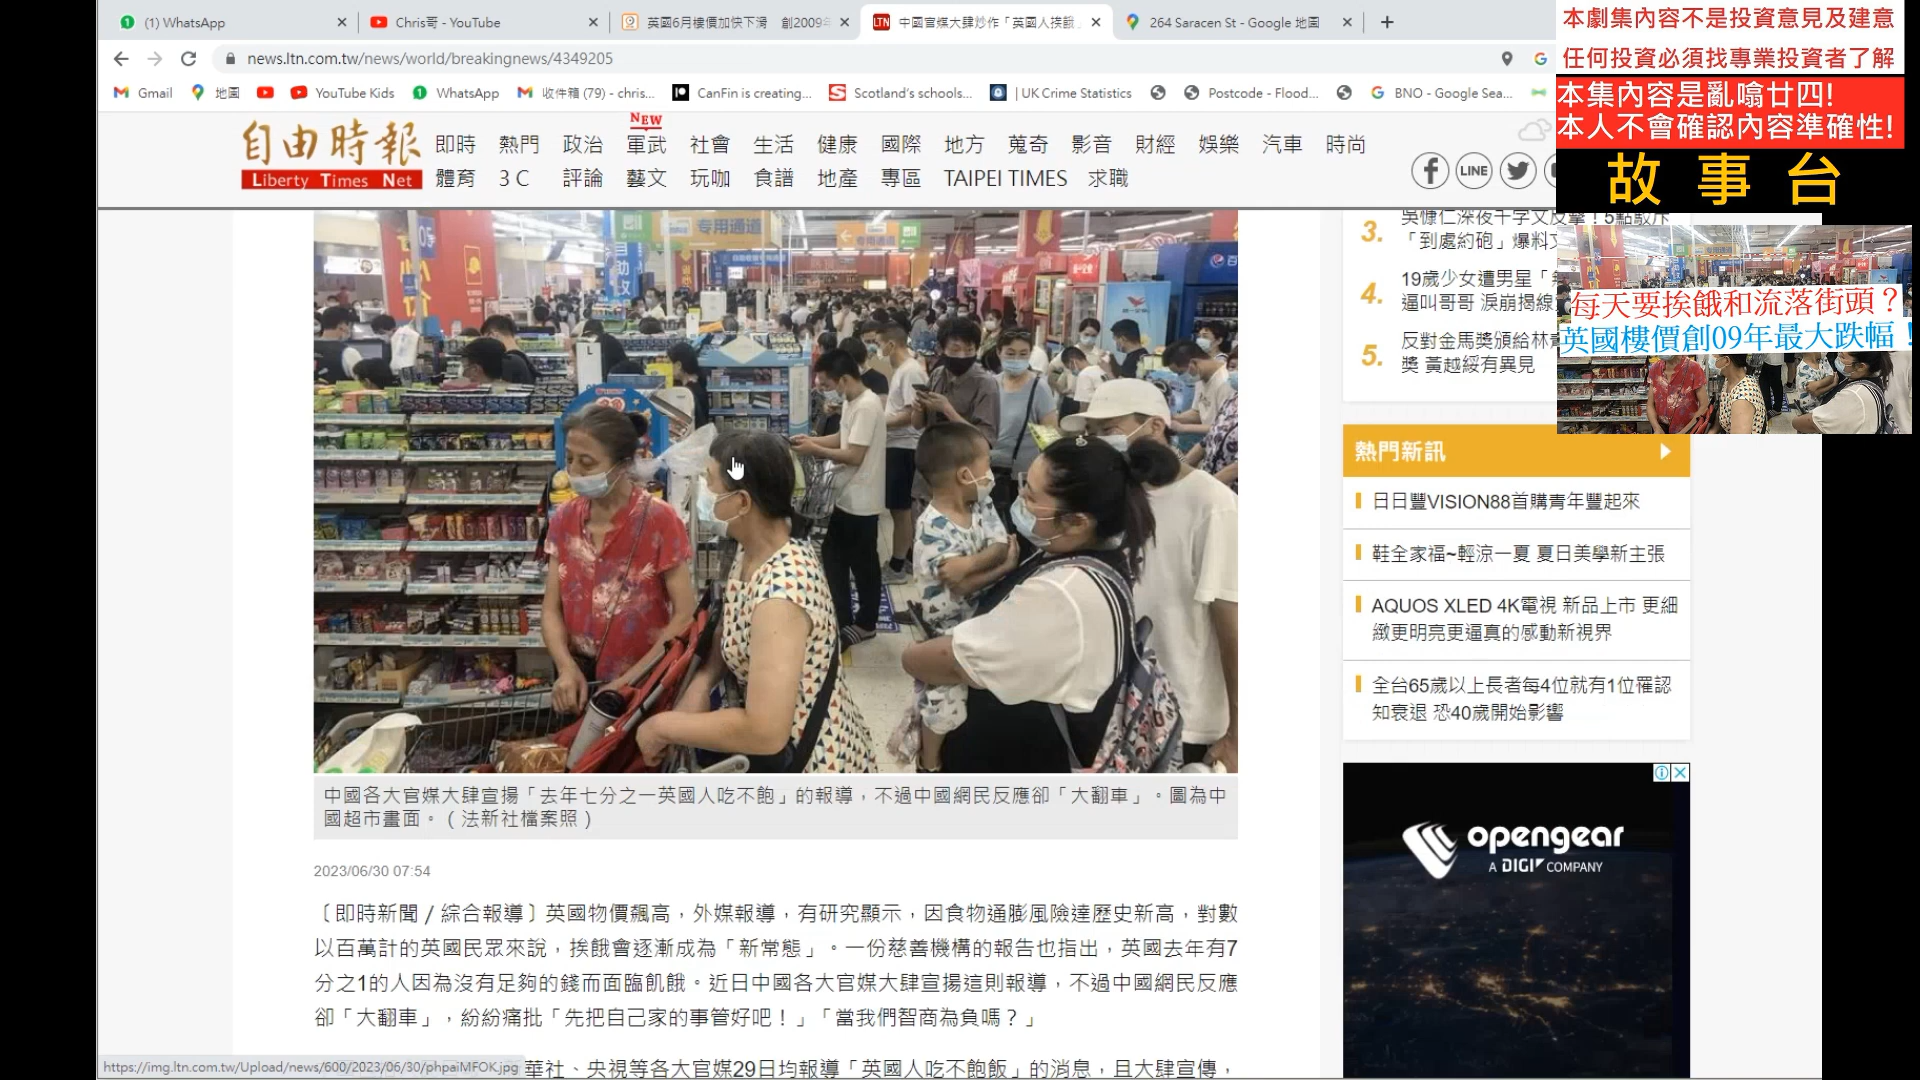 (1) WhatsApp
Chris哥 - YouTube
英國6月樓價加快下滑 創2009年
中國官媒大肆炒作「英國人挨餓」
264 Saracen St - Google 地圖
news.ltn.com.tw/news/world/breakingnews/4349205
Gmail
地圖
YouTube Kids
WhatsApp
收件箱 (79) - chris...
CanFin is creating...
Scotland's schools...
| UK Crime Statistics
Postcode - Flood...
BNO - Google Sea...
本劇集內容不是投資意見及建意
任何投資必須找專業投資者了解
本集內容是亂噏廿四!
本人不會確認內容準確性!
故事台
每天要挨餓和流落街頭？
英國樓價創09年最大跌幅！
自由時報
Liberty Times Net
NEW
即時 熱門 政治 軍武 社會 生活 健康 國際 地方 蒐奇 影音 財經 娛樂 汽車 時尚
體育 3 C 評論 藝文 玩咖 食譜 地產 專區 TAIPEI TIMES 求職
LINE
专用通道
3.
「到處約砲」爆料文
4. 19歲少女遭男星「
逼叫哥哥 淚崩揭線
5. 反對金馬獎頒給林青
獎 黃越綏有異見
熱門新訊
日日豐VISION88首購青年豐起來
鞋全家福~輕涼一夏 夏日美學新主張
AQUOS XLED 4K電視 新品上市 更細
緻更明亮更逼真的感動新視界
全台65歲以上長者每4位就有1位罹認
知衰退 恐40歲開始影響
opengear
A DIGI COMPANY
中國各大官媒大肆宣揚「去年七分之一英國人吃不飽」的報導，不過中國網民反應卻「大翻車」。圖為中
國超市畫面。（法新社檔案照）
2023/06/30 07:54
〔即時新聞／綜合報導〕英國物價飆高，外媒報導，有研究顯示，因食物通膨風險達歷史新高，對數
以百萬計的英國民眾來說，挨餓會逐漸成為「新常態」。一份慈善機構的報告也指出，英國去年有7
分之1的人因為沒有足夠的錢而面臨飢餓。近日中國各大官媒大肆宣揚這則報導，不過中國網民反應
卻「大翻車」，紛紛痛批「先把自己家的事管好吧！」「當我們智商為負嗎？」
華社、央視等各大官媒29日均報導「英國人吃不飽飯」的消息，且大肆宣傳，
https://img.ltn.com.tw/Upload/news/600/2023/06/30/phpaiMFOK.jpg